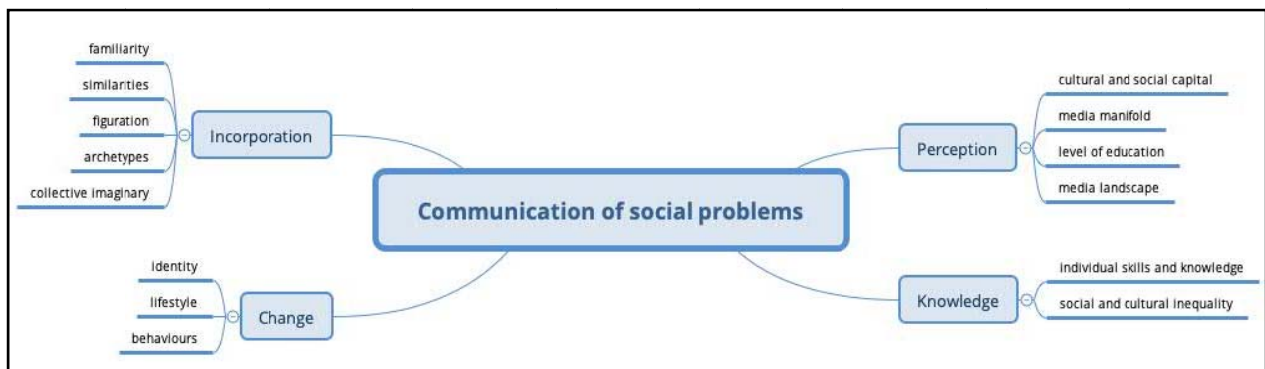 Communication of social problems
Incorporation
familiarity
similarities
figuration
archetypes
collective imaginary
Change
identity
lifestyle
behaviours
Perception
cultural and social capital
media manifold
level of education
media landscape
Knowledge
individual skills and knowledge
social and cultural inequality